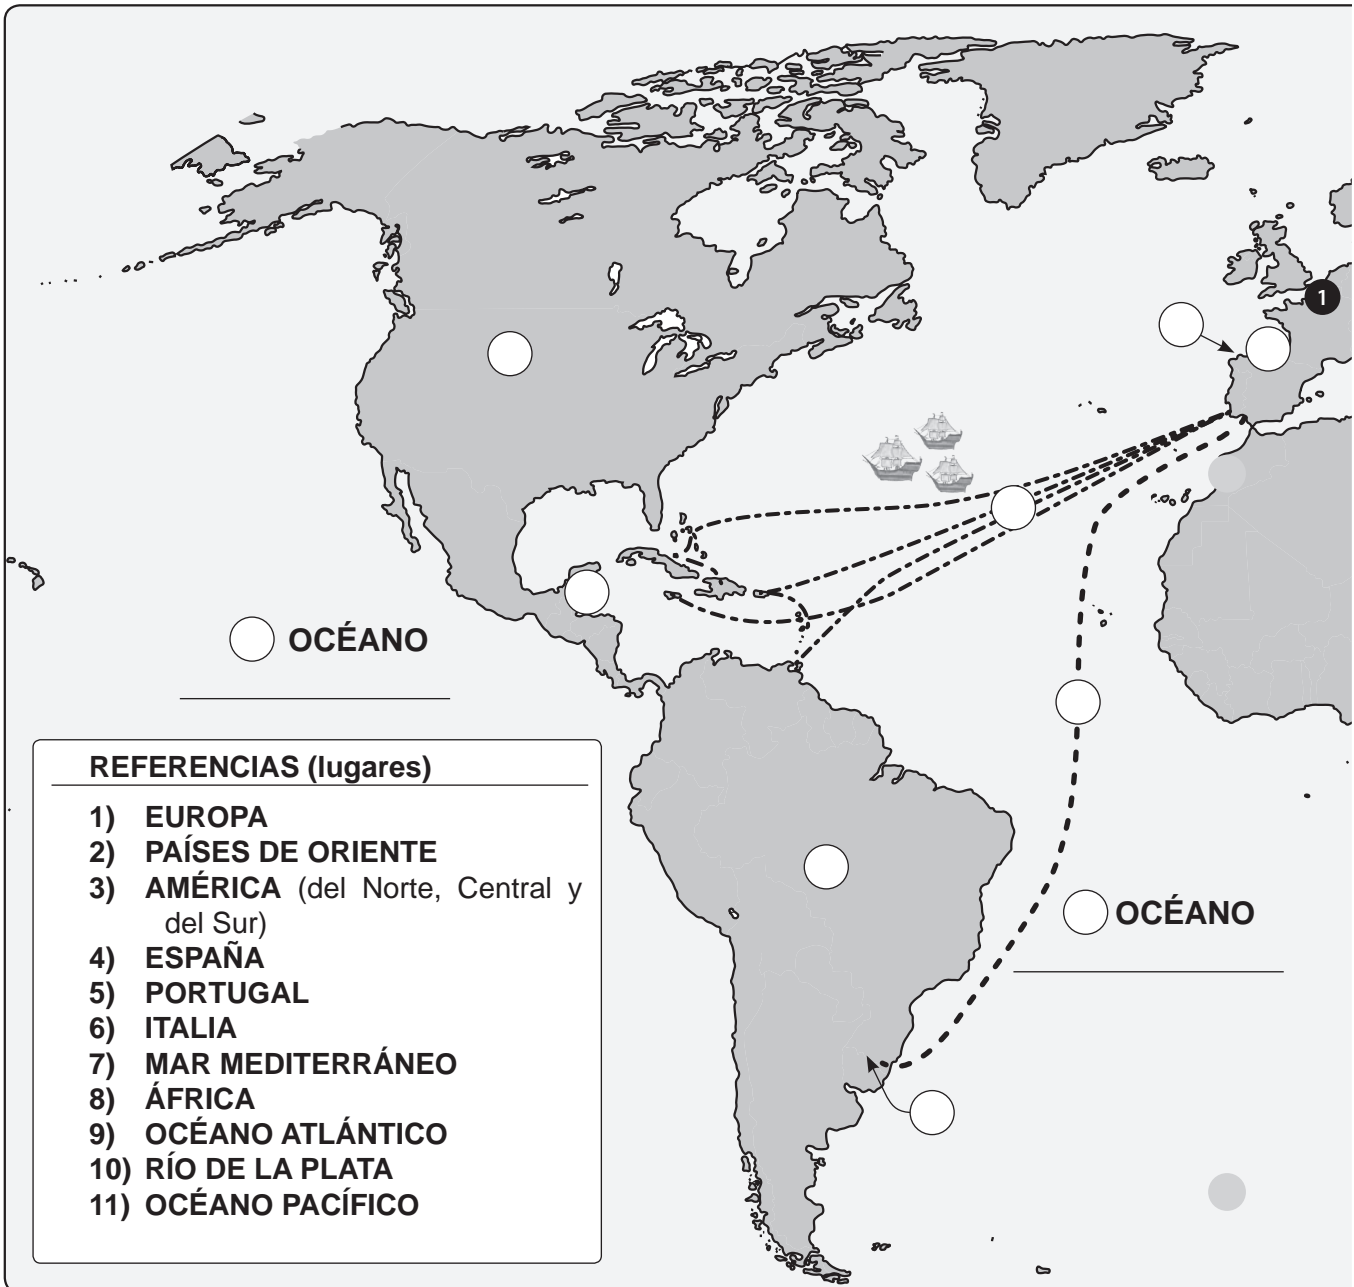 1
OCÉANO
OCÉANO
REFERENCIAS (lugares)
1) EUROPA
2) PAÍSES DE ORIENTE
3) AMÉRICA (del Norte, Central y
del Sur)
4) ESPAÑA
5) PORTUGAL
6) ITALIA
7) MAR MEDITERRÁNEO
8) ÁFRICA
9) OCÉANO ATLÁNTICO
10) RÍO DE LA PLATA
11) OCÉANO PACÍFICO